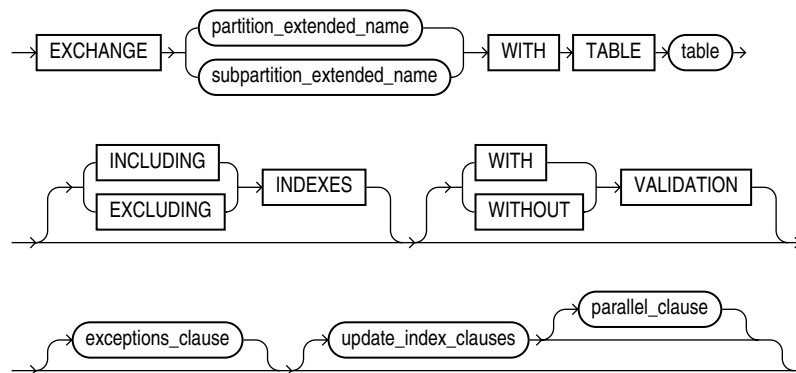 partition_extended_name
EXCHANGE WITH TABLE table
subpartition_extended_name
INCLUDING WITH
INDEXES VALIDATION
EXCLUDING WITHOUT
parallel_clause
exceptions_clause update_index_clauses